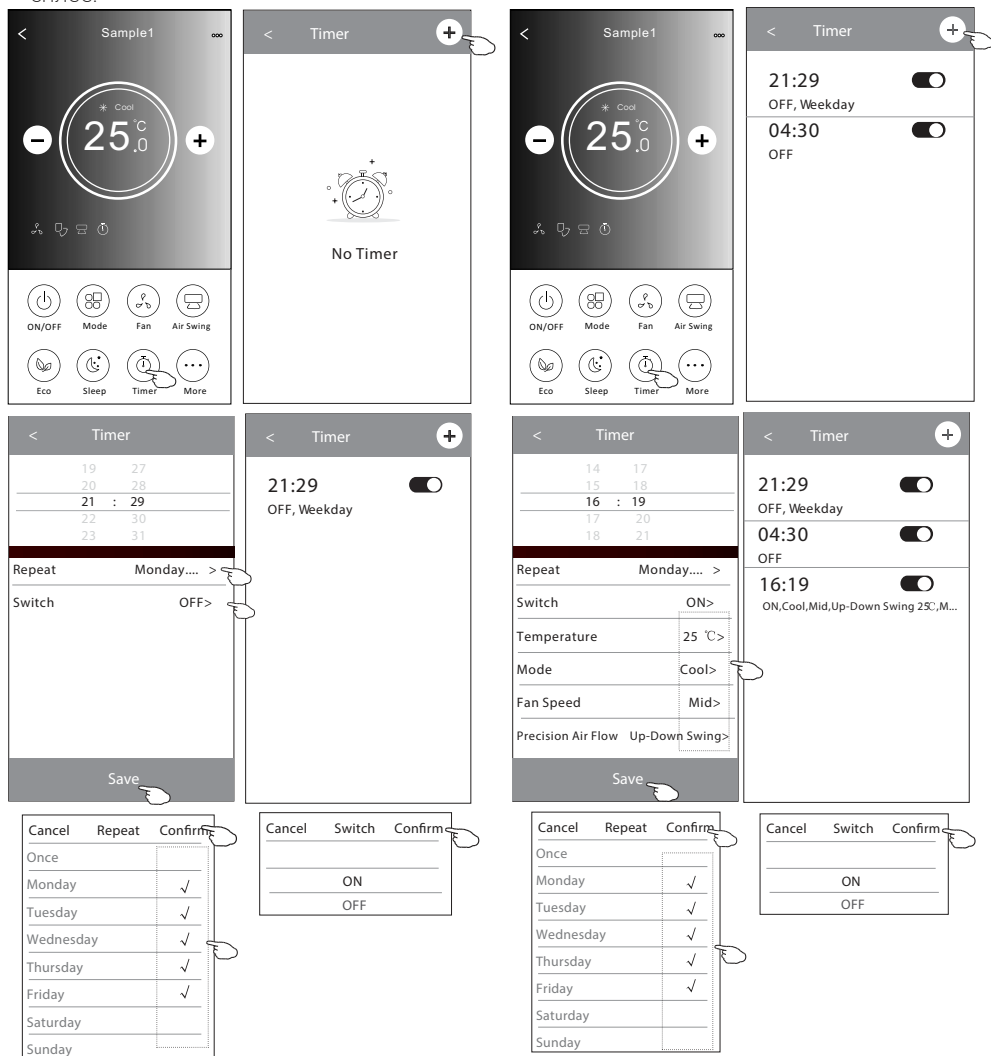 Sample1
* Cool
25.0 °C
ON/OFF Mode Fan Air Swing
Eco Sleep Timer More
< Timer +
No Timer
< Sample1
* Cool
25.0 °C
ON/OFF Mode Fan Air Swing
Eco Sleep Timer More
< Timer +
21:29
OFF, Weekday
04:30
OFF
< Timer
19 27
20 28
21 : 29
22 30
23 31
Repeat Monday.... >
Switch OFF>
Save
< Timer +
21:29
OFF, Weekday
< Timer
14 17
15 18
16 : 19
17 20
18 21
Repeat Monday.... >
Switch ON>
Temperature 25 ℃>
Mode Cool>
Fan Speed Mid>
Precision Air Flow Up-Down Swing>
Save
< Timer +
21:29
OFF, Weekday
04:30
OFF
16:19
ON,Cool,Mid,Up-Down Swing 25℃,M...
Cancel Repeat Confirm
Once
Monday √
Tuesday √
Wednesday √
Thursday √
Friday √
Saturday
Sunday
Cancel Switch Confirm
ON
OFF
Cancel Repeat Confirm
Once
Monday √
Tuesday √
Wednesday √
Thursday √
Friday √
Saturday
Sunday
Cancel Switch Confirm
ON
OFF